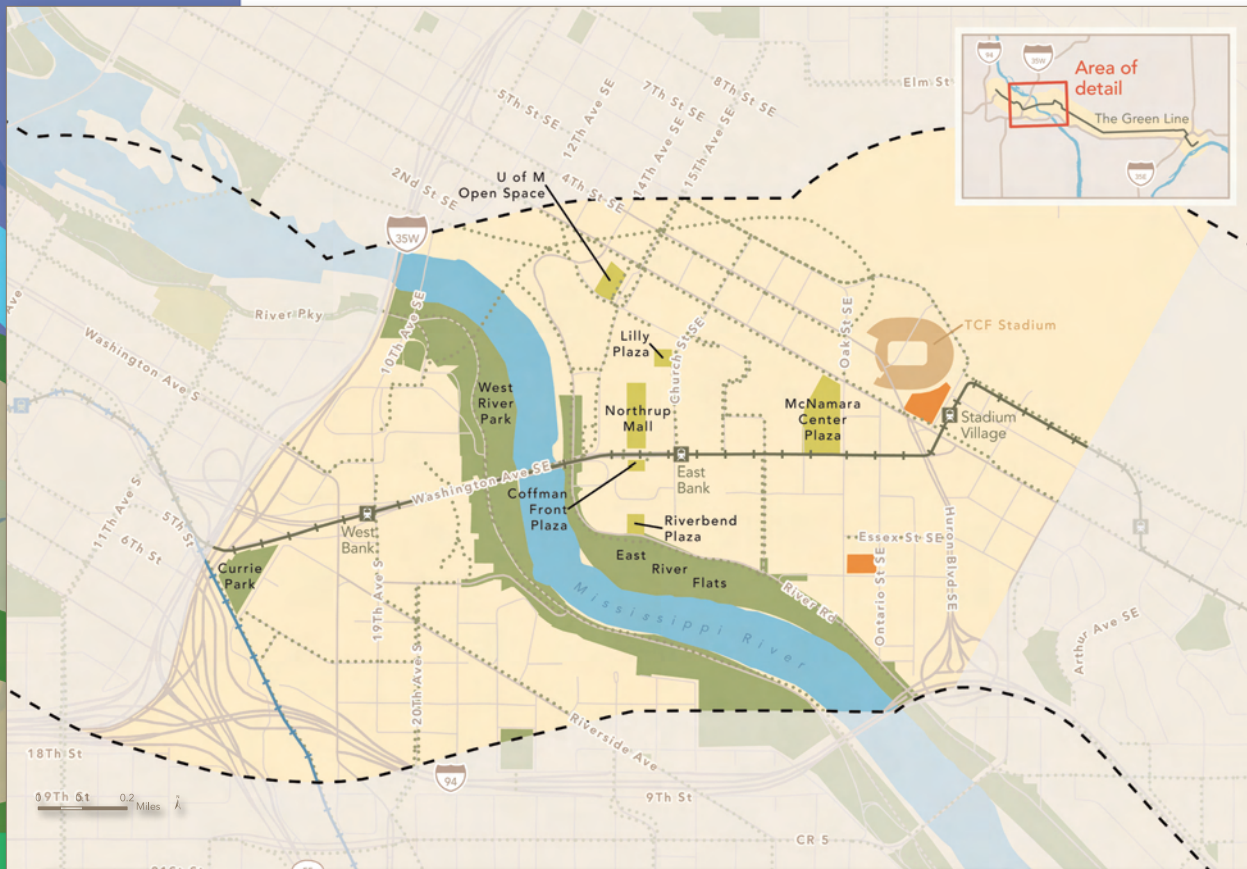 94
35W
Area of
detail
The Green Line
35E
Elm St
8Th St SE
7Th St SE
5Th St SE
12Th Ave SE
14Th Ave SE
15Th Ave SE
4Th St SE
2Nd St SE
U of M
Open Space
35W
River Pky
10Th Ave SE
Washington Ave S
Ave
Oak St SE
TCF Stadium
Lilly
Plaza
Church St SE
West
River
Park
Northrup
Mall
McNamara
Center
Plaza
Stadium
Village
East
Bank
Washington Ave SE
Coffman
Front
Plaza
Riverbend
Plaza
11Th Ave S
5Th St
6Th St
West
Bank
Currie
Park
19Th Ave S
East
River
Flats
Essex St SE
Huron Blvd SE
Ontario St SE
River Rd
Mississippi River
Arthur Ave SE
20Th Ave S
Riverside Ave
18Th St
94
19Th St
0.2
Miles
9Th St
CR 5